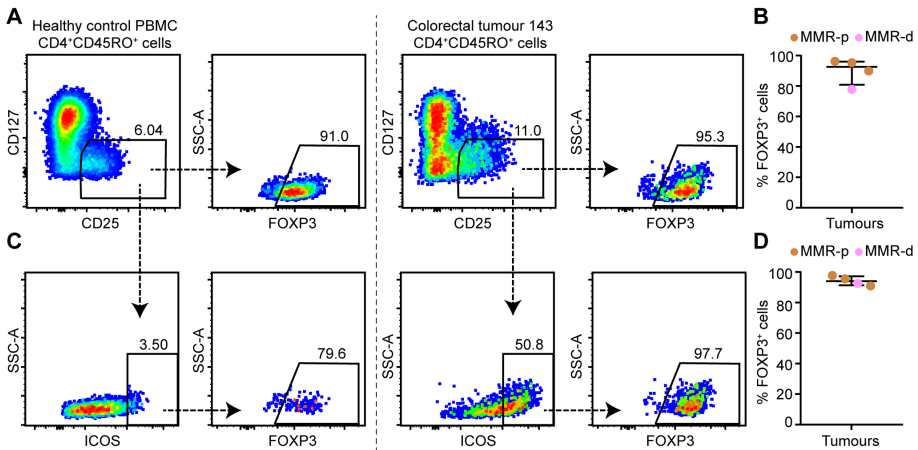 A
Healthy control PBMC
CD4⁺CD45RO⁺ cells
CD127
6.04
CD25
SSC-A
91.0
FOXP3
Colorectal tumour 143
CD4⁺CD45RO⁺ cells
CD127
11.0
CD25
SSC-A
95.3
FOXP3
B
MMR-p MMR-d
% FOXP3⁺ cells
100
80
60
40
20
0
Tumours
C
SSC-A
3.50
ICOS
SSC-A
79.6
FOXP3
SSC-A
50.8
ICOS
SSC-A
97.7
FOXP3
D
MMR-p MMR-d
% FOXP3⁺ cells
100
80
60
40
20
0
Tumours